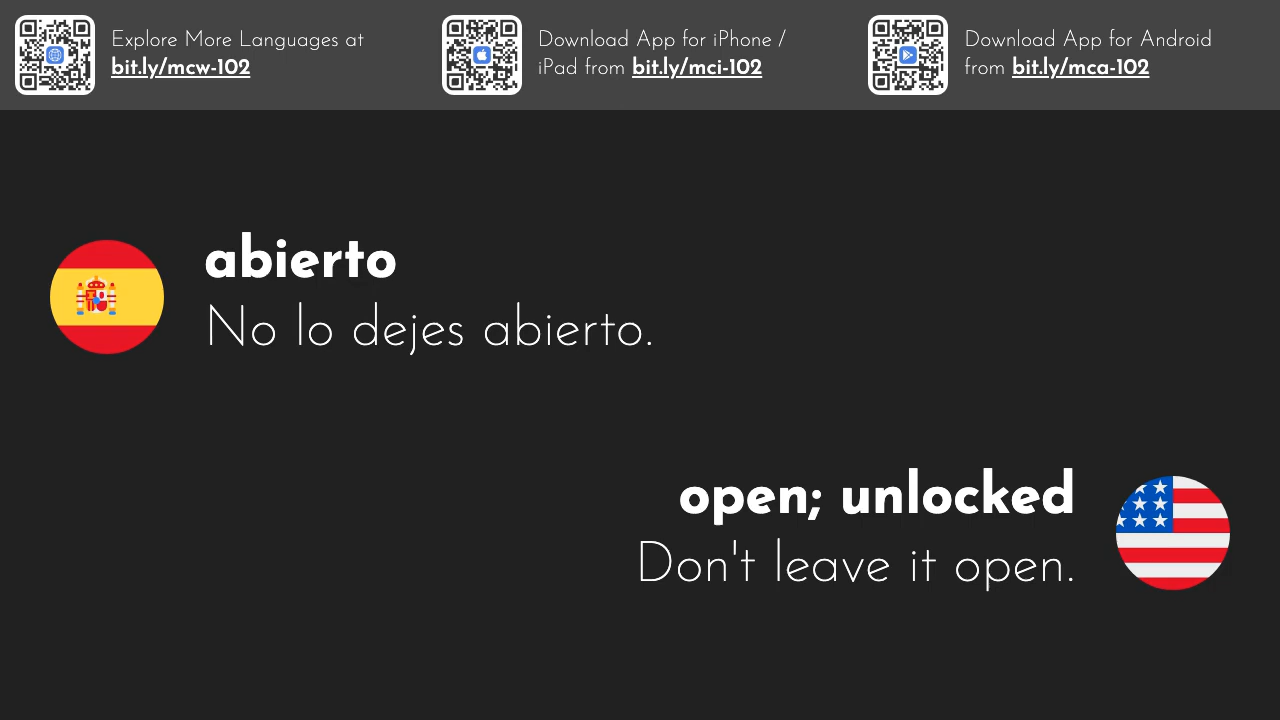 Explore More Languages at
bit.ly/mcw-102
Download App for iPhone /
iPad from bit.ly/mci-102
Download App for Android
from bit.ly/mca-102
abierto
No lo dejes abierto.
open; unlocked
Don't leave it open.